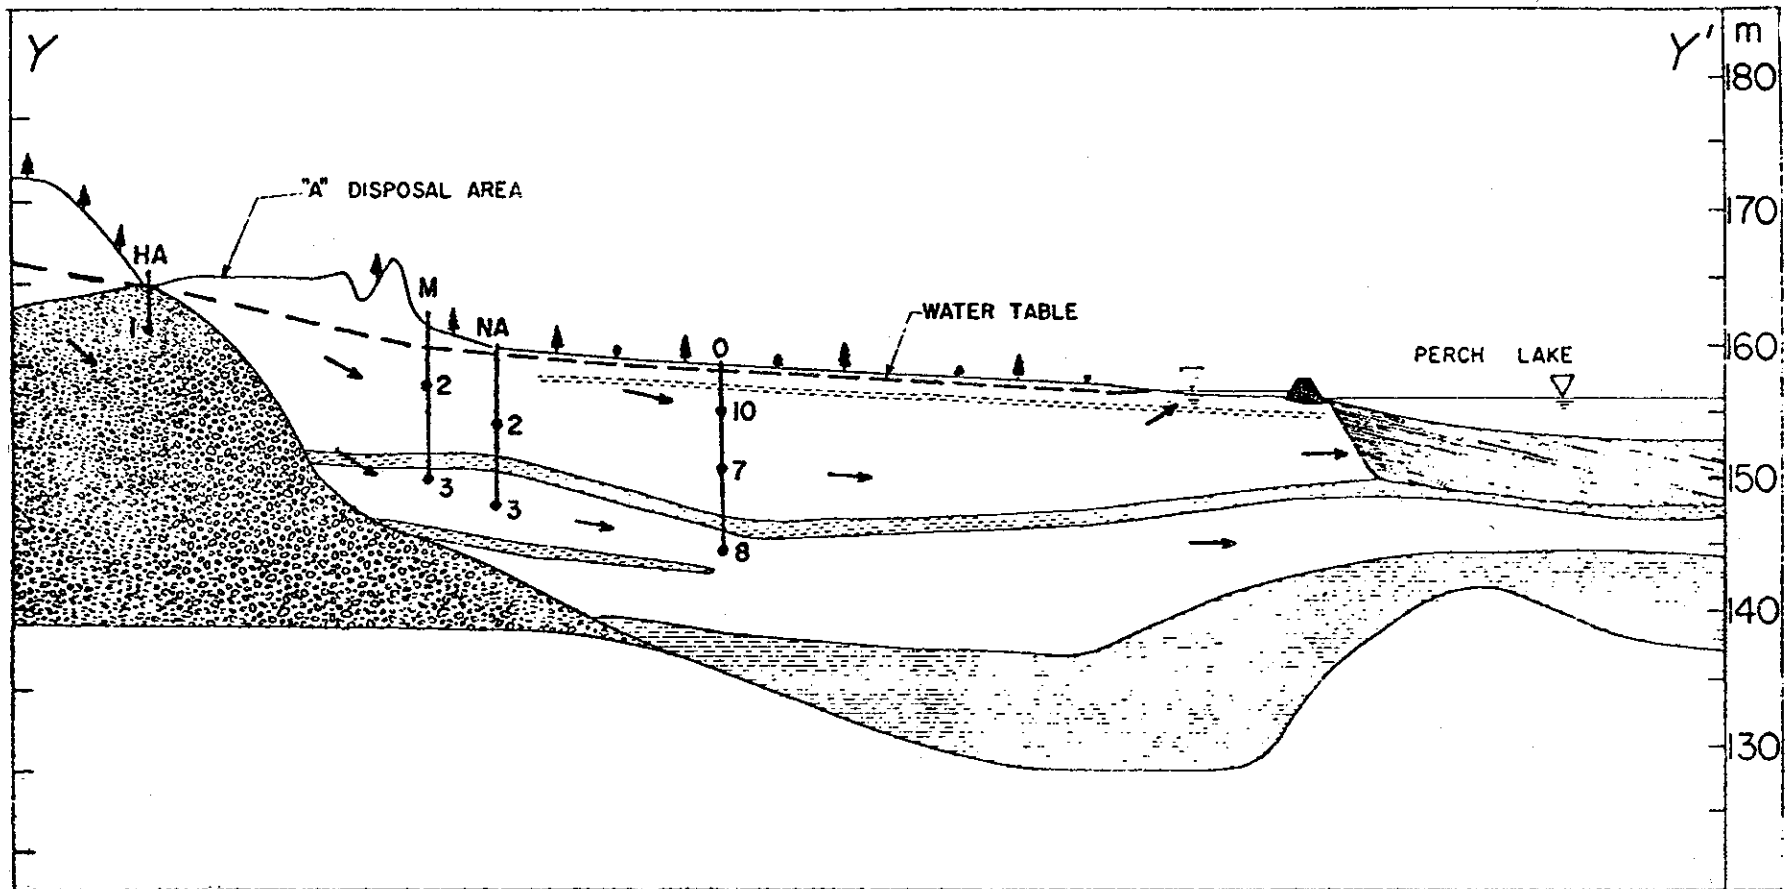 Y
Y' m
180
"A" DISPOSAL AREA
170
HA
M
WATER TABLE
NA
1
O
160
PERCH LAKE
2
10
2
7
3
150
3
8
140
130